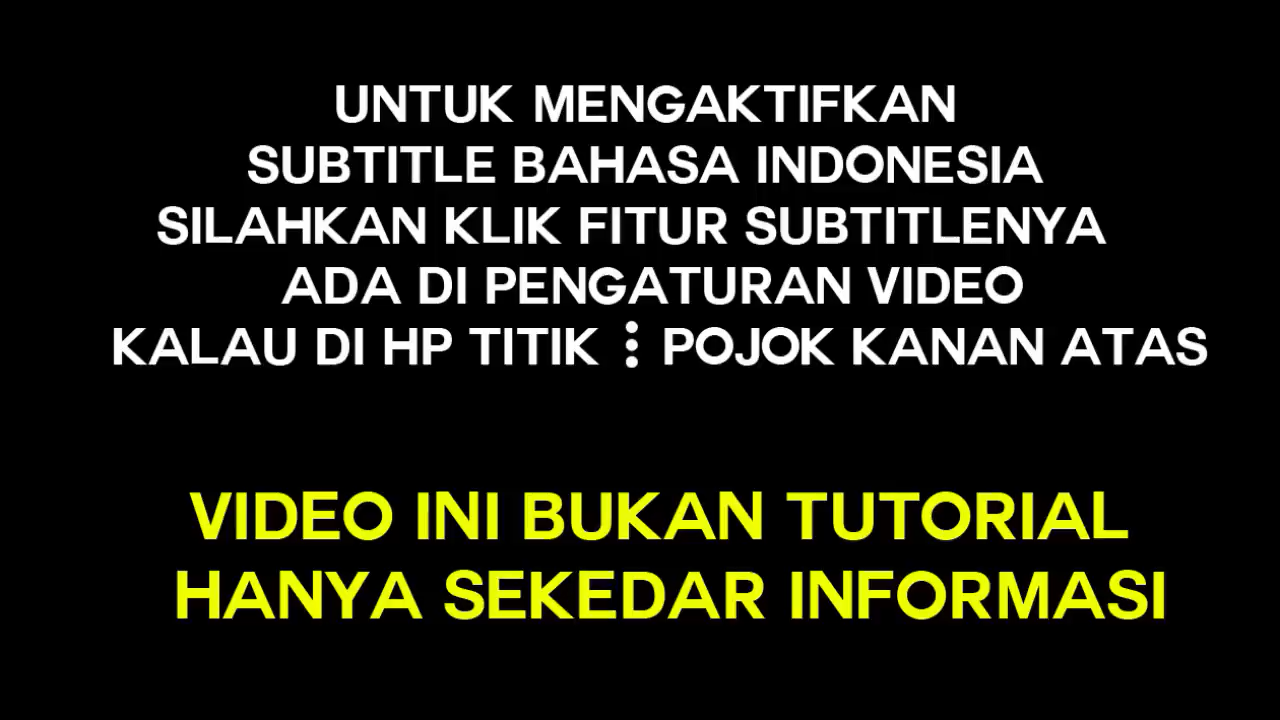 UNTUK MENGAKTIFKAN
SUBTITLE BAHASA INDONESIA
SILAHKAN KLIK FITUR SUBTITLENYA
ADA DI PENGATURAN VIDEO
KALAU DI HP TITIK ⋮ POJOK KANAN ATAS
VIDEO INI BUKAN TUTORIAL
HANYA SEKEDAR INFORMASI